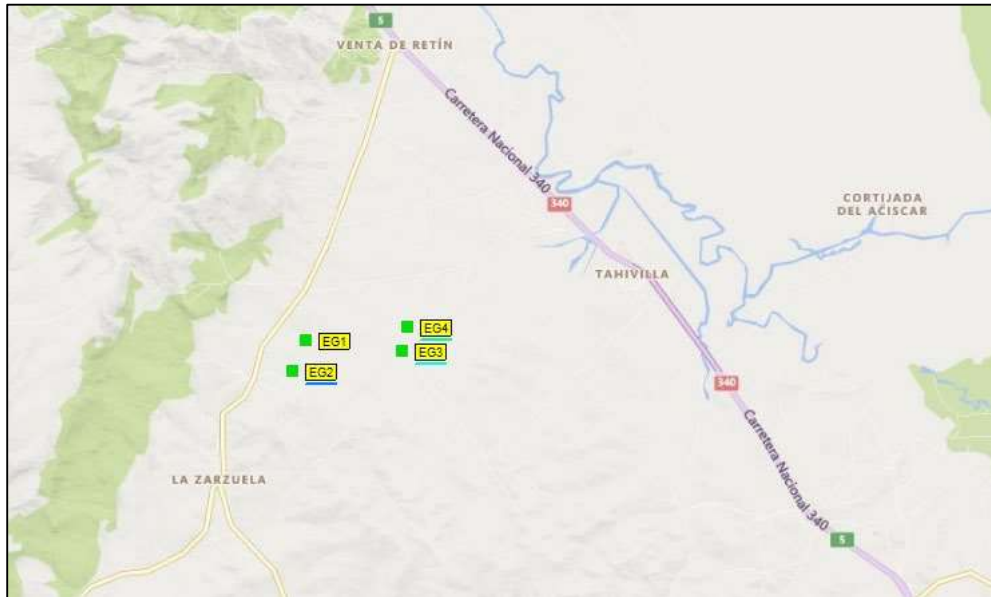 5
VENTA DE RETÍN
Carretera Nacional 340
340
CORTIJADA
DEL AČISCAR
TAHIVILLA
EG4
EG1
EG3
EG2
340
Carretera Nacional 340
LA ZARZUELA
5